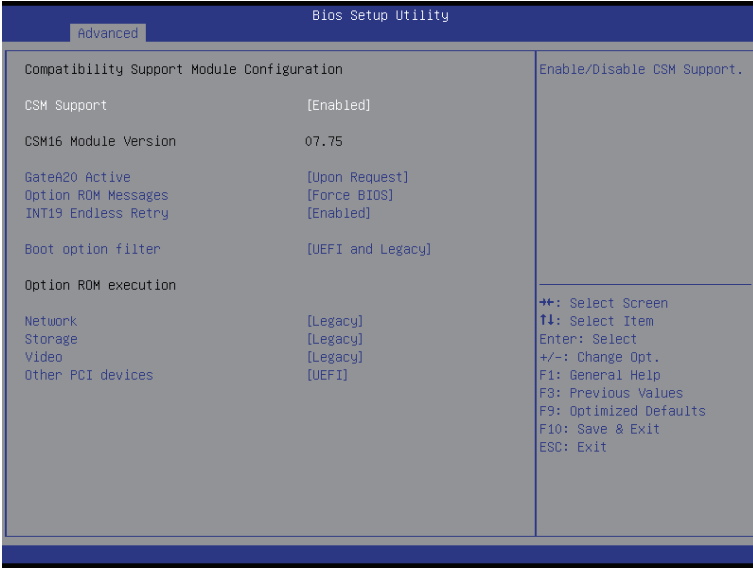 Bios Setup Utility
Advanced
Compatibility Support Module Configuration
CSM Support [Enabled]
CSM16 Module Version 07.75
GateA20 Active [Upon Request]
Option ROM Messages [Force BIOS]
INT19 Endless Retry [Enabled]
Boot option filter [UEFI and Legacy]
Option ROM execution
Network [Legacy]
Storage [Legacy]
Video [Legacy]
Other PCI devices [UEFI]
Enable/Disable CSM Support.
→←: Select Screen
↑↓: Select Item
Enter: Select
+/-: Change Opt.
F1: General Help
F3: Previous Values
F9: Optimized Defaults
F10: Save & Exit
ESC: Exit